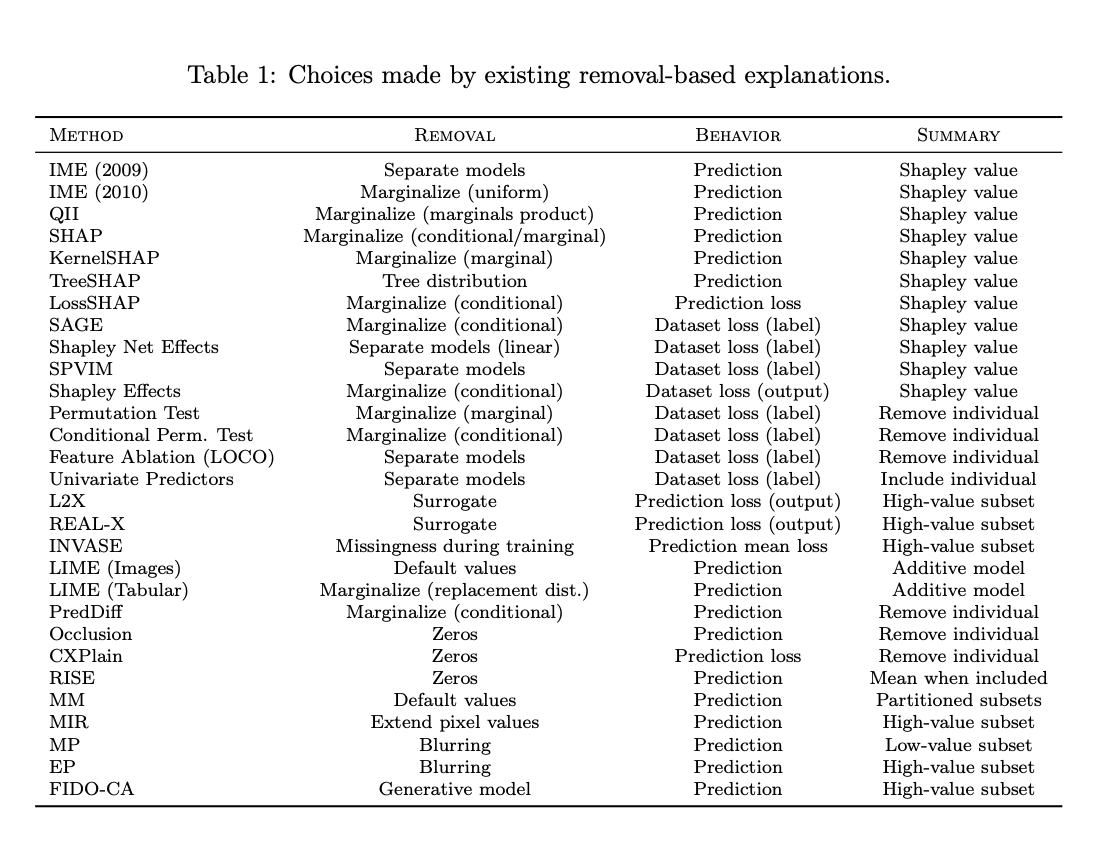 Table 1: Choices made by existing removal-based explanations.
Method Removal Behavior Summary
IME (2009) Separate models Prediction Shapley value
IME (2010) Marginalize (uniform) Prediction Shapley value
QII Marginalize (marginals product) Prediction Shapley value
SHAP Marginalize (conditional/marginal) Prediction Shapley value
KernelSHAP Marginalize (marginal) Prediction Shapley value
TreeSHAP Tree distribution Prediction Shapley value
LossSHAP Marginalize (conditional) Prediction loss Shapley value
SAGE Marginalize (conditional) Dataset loss (label) Shapley value
Shapley Net Effects Separate models (linear) Dataset loss (label) Shapley value
SPVIM Separate models Dataset loss (label) Shapley value
Shapley Effects Marginalize (conditional) Dataset loss (output) Shapley value
Permutation Test Marginalize (marginal) Dataset loss (label) Remove individual
Conditional Perm. Test Marginalize (conditional) Dataset loss (label) Remove individual
Feature Ablation (LOCO) Separate models Dataset loss (label) Remove individual
Univariate Predictors Separate models Dataset loss (label) Include individual
L2X Surrogate Prediction loss (output) High-value subset
REAL-X Surrogate Prediction loss (output) High-value subset
INVASE Missingness during training Prediction mean loss High-value subset
LIME (Images) Default values Prediction Additive model
LIME (Tabular) Marginalize (replacement dist.) Prediction Additive model
PredDiff Marginalize (conditional) Prediction Remove individual
Occlusion Zeros Prediction Remove individual
CXPlain Zeros Prediction loss Remove individual
RISE Zeros Prediction Mean when included
MM Default values Prediction Partitioned subsets
MIR Extend pixel values Prediction High-value subset
MP Blurring Prediction Low-value subset
EP Blurring Prediction High-value subset
FIDO-CA Generative model Prediction High-value subset